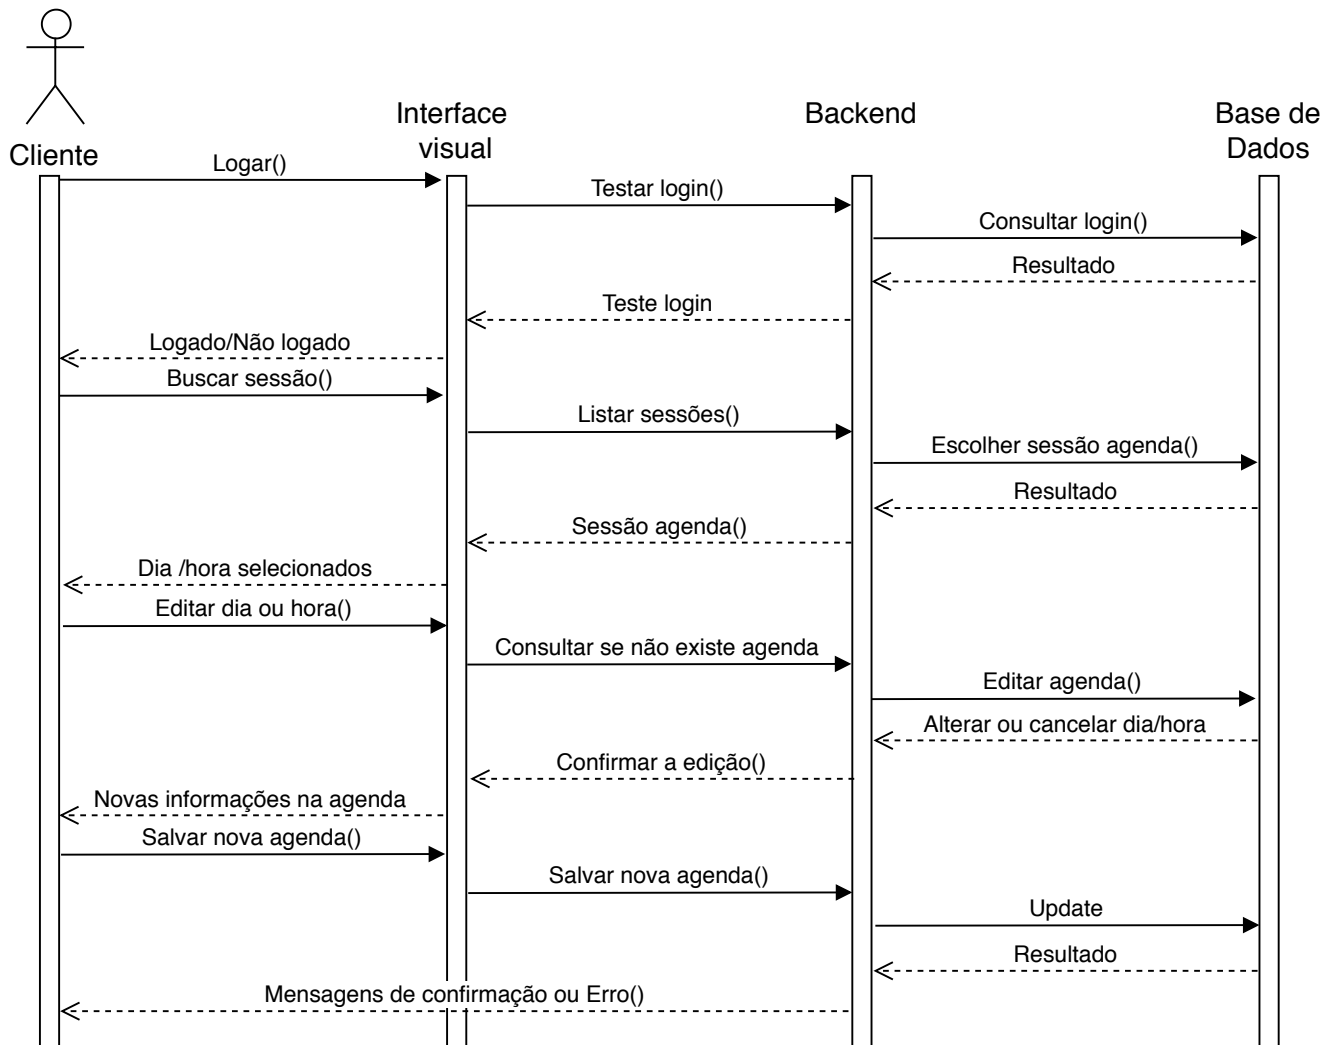 Cliente
Interface
visual
Backend
Base de
Dados
Logar()
Testar login()
Consultar login()
Resultado
Teste login
Logado/Não logado
Buscar sessão()
Listar sessões()
Escolher sessão agenda()
Resultado
Sessão agenda()
Dia /hora selecionados
Editar dia ou hora()
Consultar se não existe agenda
Editar agenda()
Alterar ou cancelar dia/hora
Confirmar a edição()
Novas informações na agenda
Salvar nova agenda()
Salvar nova agenda()
Update
Resultado
Mensagens de confirmação ou Erro()